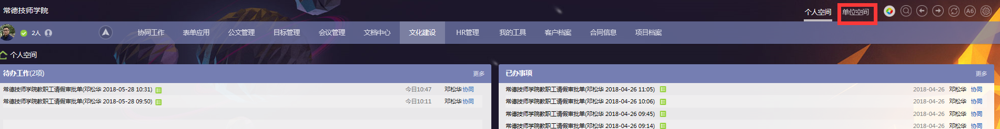 常德技师学院
个人空间 单位空间 A6
2人 协同工作 表单应用 公文管理 目标管理 会议管理 文档中心 文化建设 HR管理 我的工具 客户档案 合同信息 项目档案
个人空间
待办工作(2项) 更多
常德技师学院教职工请假审批单(邓松华 2018-05-28 10:31) 今日10:47 邓松华 协同
常德技师学院教职工请假审批单(邓松华 2018-05-28 09:50) 今日10:11 邓松华 协同
已办事项 更多
常德技师学院教职工请假审批单(邓松华 2018-04-26 11:05) 2018-04-26 邓松华 协同
常德技师学院教职工请假审批单(邓松华 2018-04-26 10:06) 2018-04-26 邓松华 协同
常德技师学院教职工请假审批单(邓松华 2018-04-26 09:45) 2018-04-26 邓松华 协同
常德技师学院教职工请假审批单(邓松华 2018-04-26 09:14) 2018-04-26 邓松华 协同